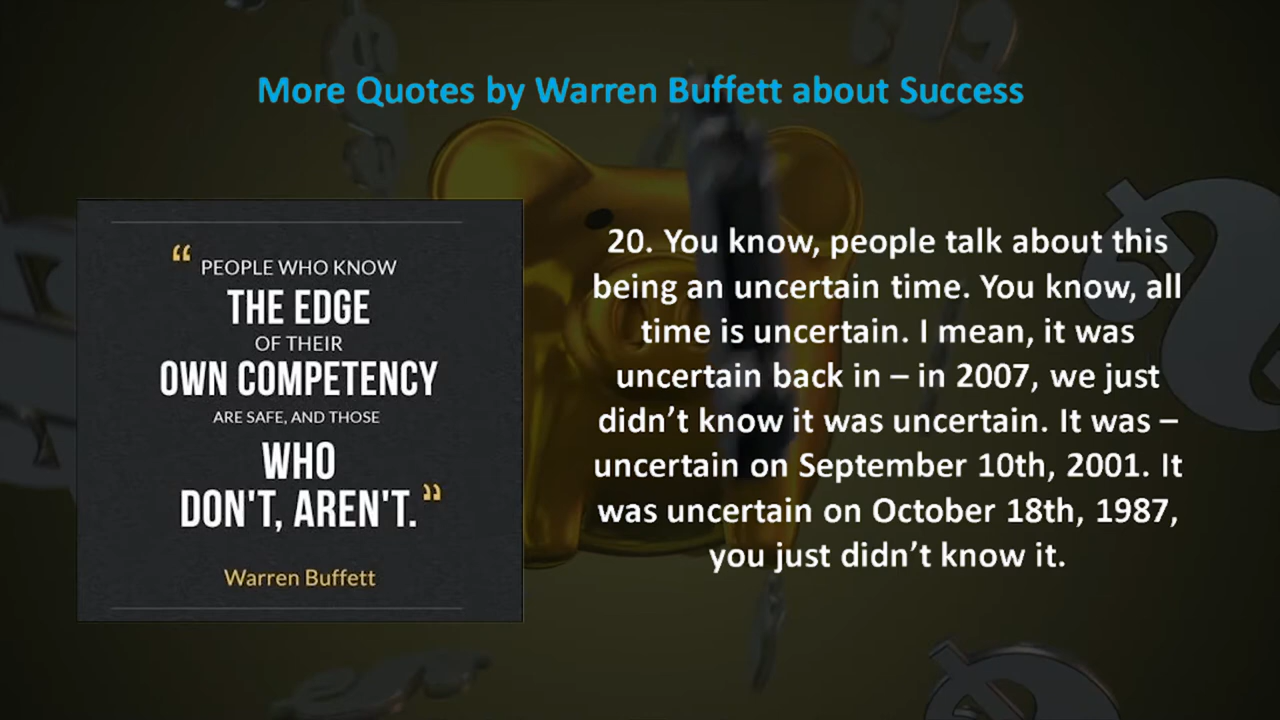 More Quotes by Warren Buffett about Success
“ PEOPLE WHO KNOW
THE EDGE
OF THEIR
OWN COMPETENCY
ARE SAFE, AND THOSE
WHO
DON'T, AREN'T. ”
Warren Buffett
20. You know, people talk about this
being an uncertain time. You know, all
time is uncertain. I mean, it was
uncertain back in – in 2007, we just
didn’t know it was uncertain. It was –
uncertain on September 10th, 2001. It
was uncertain on October 18th, 1987,
you just didn’t know it.